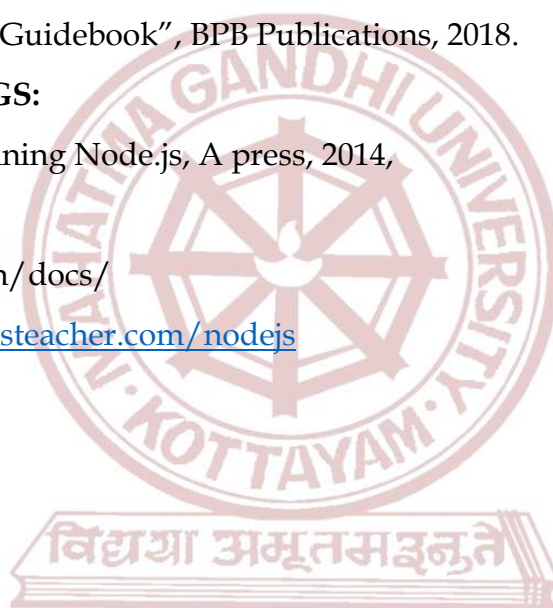 Guidebook”, BPB Publications, 2018.
GS:
ning Node.js, A press, 2014,
n/docs/
steacher.com/nodejs
MAHATMA GANDHI UNIVERSITY
• KOTTAYAM •
विद्यया अमृतमश्नुते